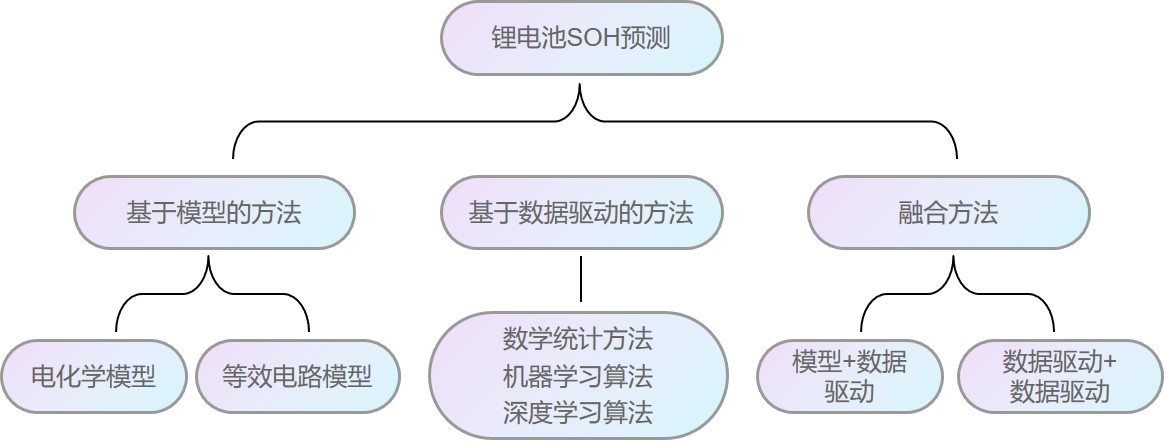 锂电池SOH预测
基于模型的方法
基于数据驱动的方法
融合方法
电化学模型
等效电路模型
数学统计方法
机器学习算法
深度学习算法
模型+数据
驱动
数据驱动+
数据驱动